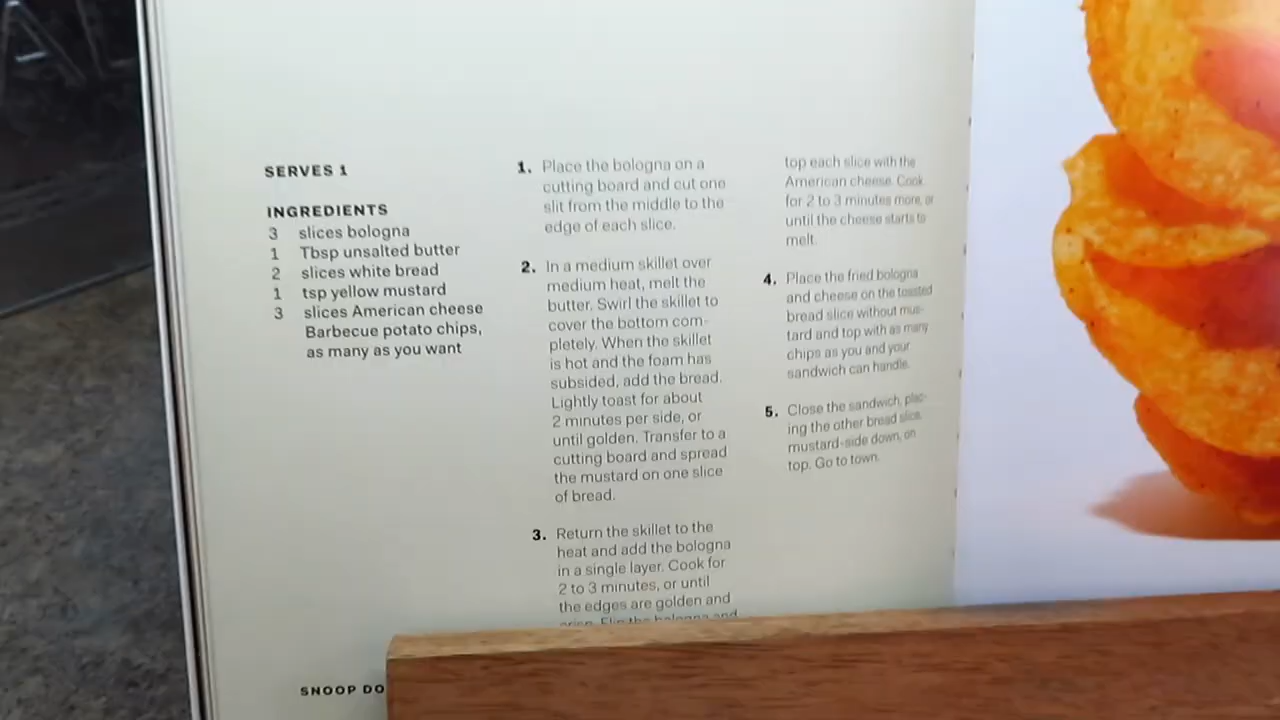 SERVES 1
INGREDIENTS
3 slices bologna
1 Tbsp unsalted butter
2 slices white bread
1 tsp yellow mustard
3 slices American cheese
Barbecue potato chips,
as many as you want
1. Place the bologna on a
cutting board and cut one
slit from the middle to the
edge of each slice.
2. In a medium skillet over
medium heat, melt the
butter. Swirl the skillet to
cover the bottom com-
pletely. When the skillet
is hot and the foam has
subsided, add the bread.
Lightly toast for about
2 minutes per side, or
until golden. Transfer to a
cutting board and spread
the mustard on one slice
of bread.
3. Return the skillet to the
heat and add the bologna
in a single layer. Cook for
2 to 3 minutes, or until
the edges are golden and
crisp. Flip the bologna and
top each slice with the
American cheese. Cook
for 2 to 3 minutes more, or
until the cheese starts to
melt.
4. Place the fried bologna
and cheese on the toasted
bread slice without mus-
tard and top with as many
chips as you and your
sandwich can handle.
5. Close the sandwich, plac-
ing the other bread slice,
mustard-side down, on
top. Go to town.
SNOOP DO